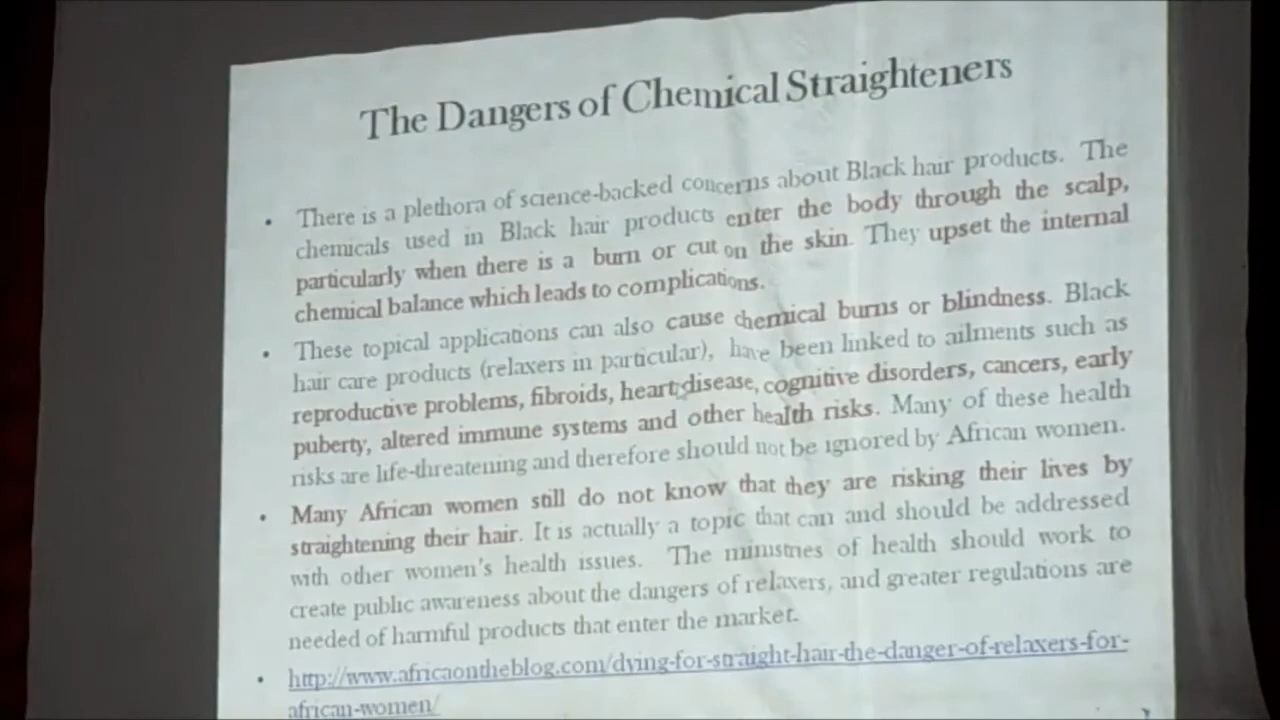 The Dangers of Chemical Straighteners
• There is a plethora of science-backed concerns about Black hair products. The
chemicals used in Black hair products enter the body through the scalp,
particularly when there is a burn or cut on the skin. They upset the internal
chemical balance which leads to complications.
• These topical applications can also cause chemical burns or blindness. Black
hair care products (relaxers in particular), have been linked to ailments such as
reproductive problems, fibroids, heart disease, cognitive disorders, cancers, early
puberty, altered immune systems and other health risks. Many of these health
risks are life-threatening and therefore should not be ignored by African women.
• Many African women still do not know that they are risking their lives by
straightening their hair. It is actually a topic that can and should be addressed
with other women's health issues. The ministries of health should work to
create public awareness about the dangers of relaxers, and greater regulations are
needed of harmful products that enter the market.
• http://www.africaontheblog.com/dying-for-straight-hair-the-danger-of-relaxers-for-
african-women/